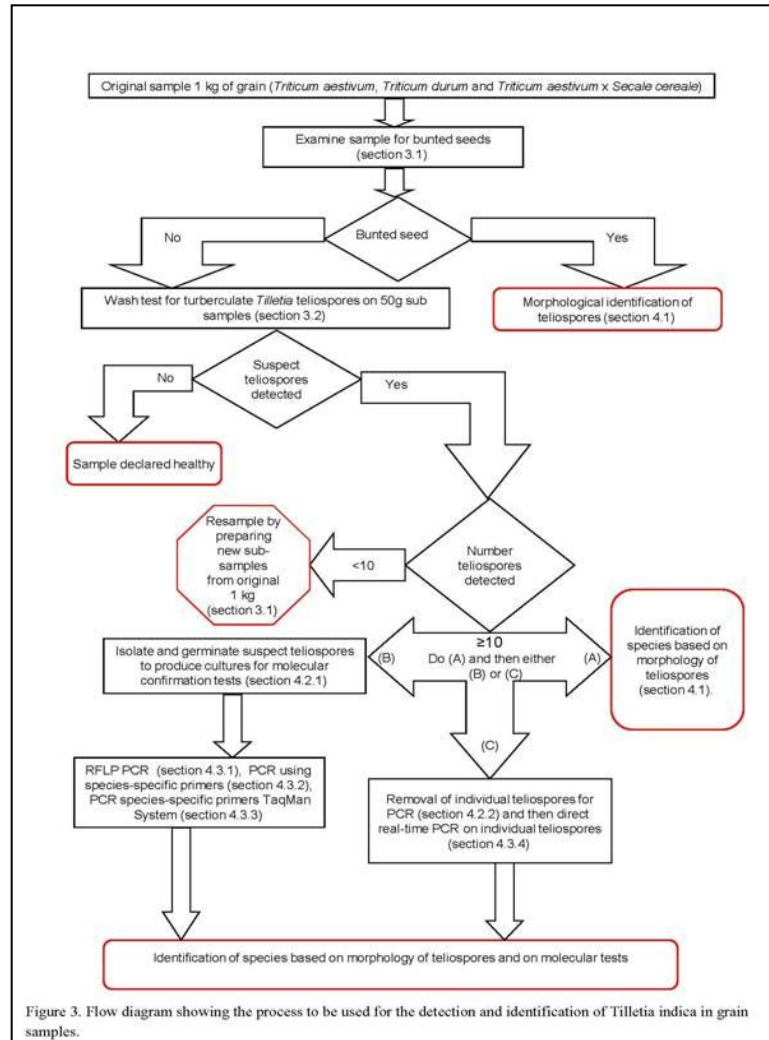 Original sample 1 kg of grain (Triticum aestivum, Triticum durum and Triticum aestivum x Secale cereale)
Examine sample for bunted seeds
(section 3.1)
No
Bunted seed
Yes
Wash test for turberculate Tilletia teliospores on 50g sub
samples (section 3.2)
Morphological identification of
teliospores (section 4.1)
No
Suspect
teliospores
detected
Yes
Sample declared healthy
Resample by
preparing
new sub-
samples
from original
1 kg
(section 3.1)
<10
Number
teliospores
detected
Isolate and germinate suspect teliospores
to produce cultures for molecular
confirmation tests (section 4.2.1)
(B)
≥10
Do (A) and then either
(B) or (C)
(A)
Identification of
species based on
morphology of
teliospores
(section 4.1).
(C)
RFLP PCR (section 4.3.1), PCR using
species-specific primers (section 4.3.2),
PCR species-specific primers TaqMan
System (section 4.3.3)
Removal of individual teliospores for
PCR (section 4.2.2) and then direct
real-time PCR on individual teliospores
(section 4.3.4)
Identification of species based on morphology of teliospores and on molecular tests
Figure 3. Flow diagram showing the process to be used for the detection and identification of Tilletia indica in grain
samples.